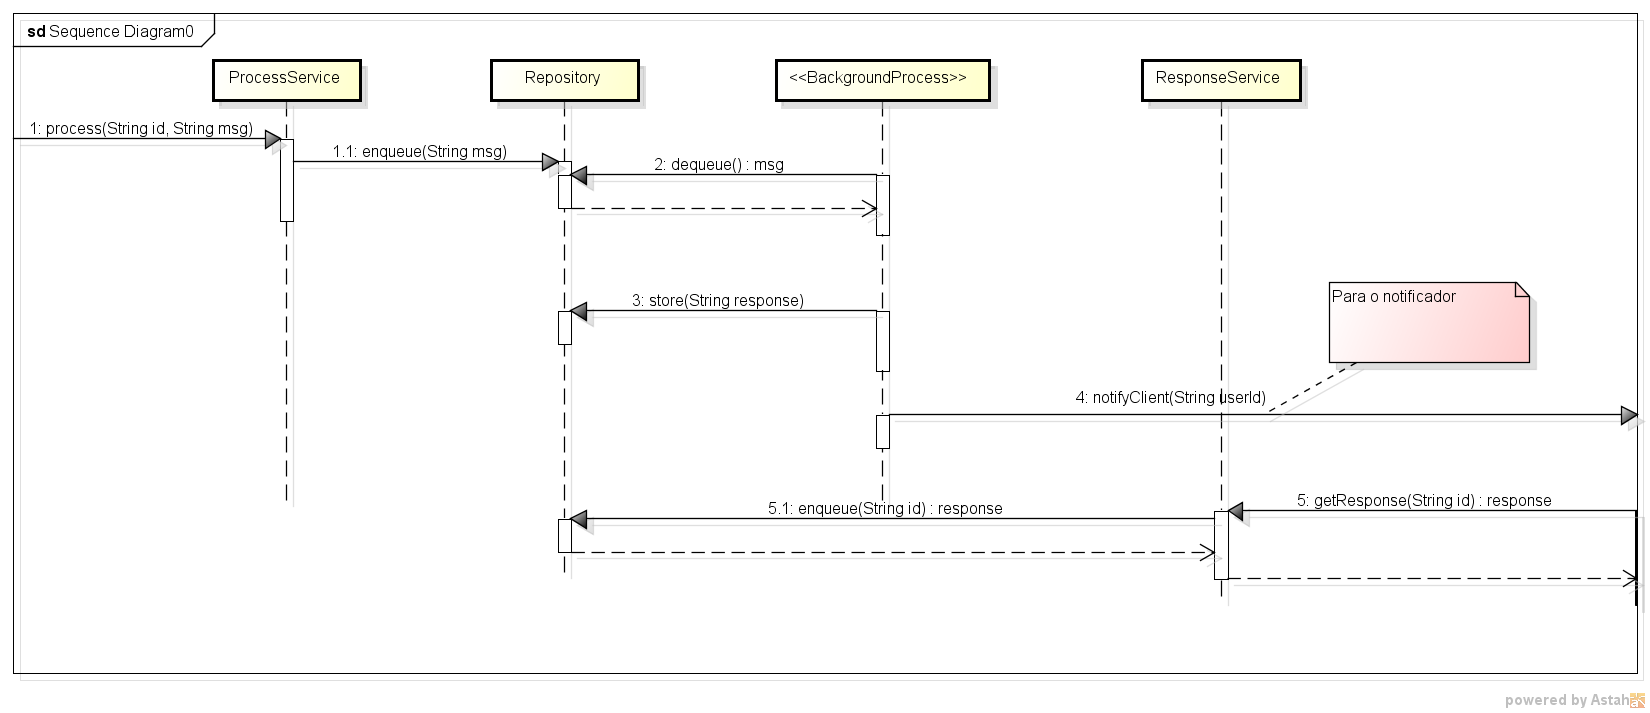 sd Sequence Diagram0
ProcessService
Repository
<<BackgroundProcess>>
ResponseService
1: process(String id, String msg)
1.1: enqueue(String msg)
2: dequeue() : msg
3: store(String response)
Para o notificador
4: notifyClient(String userId)
5: getResponse(String id) : response
5.1: enqueue(String id) : response
powered by Astah